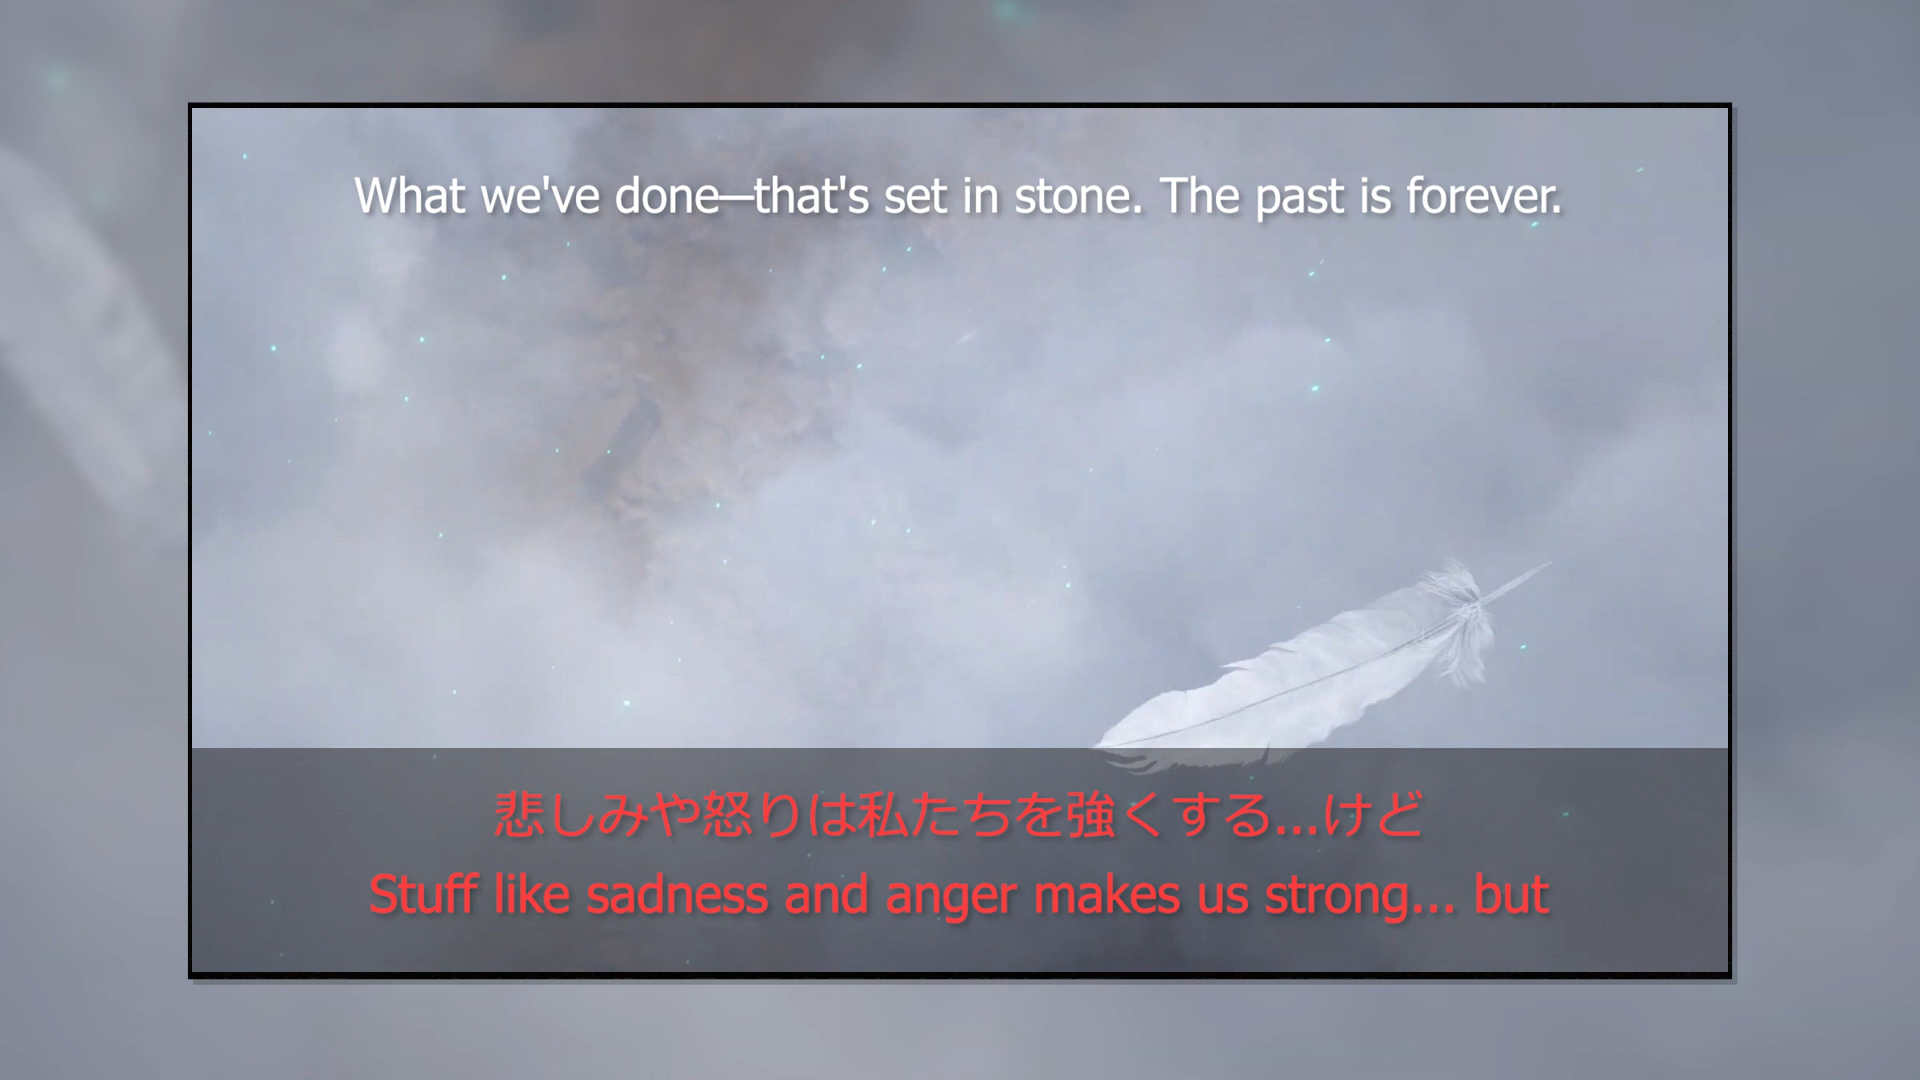 What we've done—that's set in stone. The past is forever.
悲しみや怒りは私たちを強くする...けど
Stuff like sadness and anger makes us strong... but